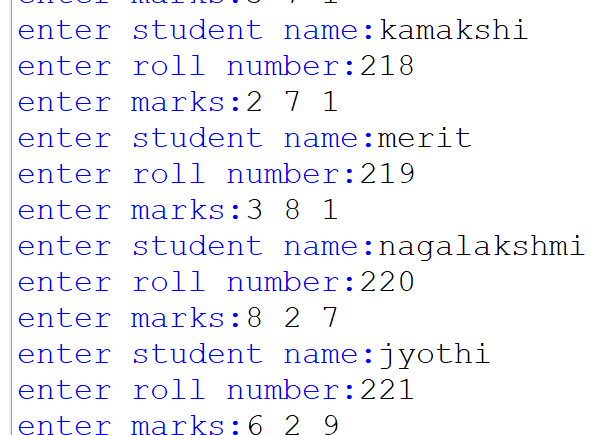 enter student name:kamakshi
enter roll number:218
enter marks:2 7 1
enter student name:merit
enter roll number:219
enter marks:3 8 1
enter student name:nagalakshmi
enter roll number:220
enter marks:8 2 7
enter student name:jyothi
enter roll number:221
enter marks:6 2 9